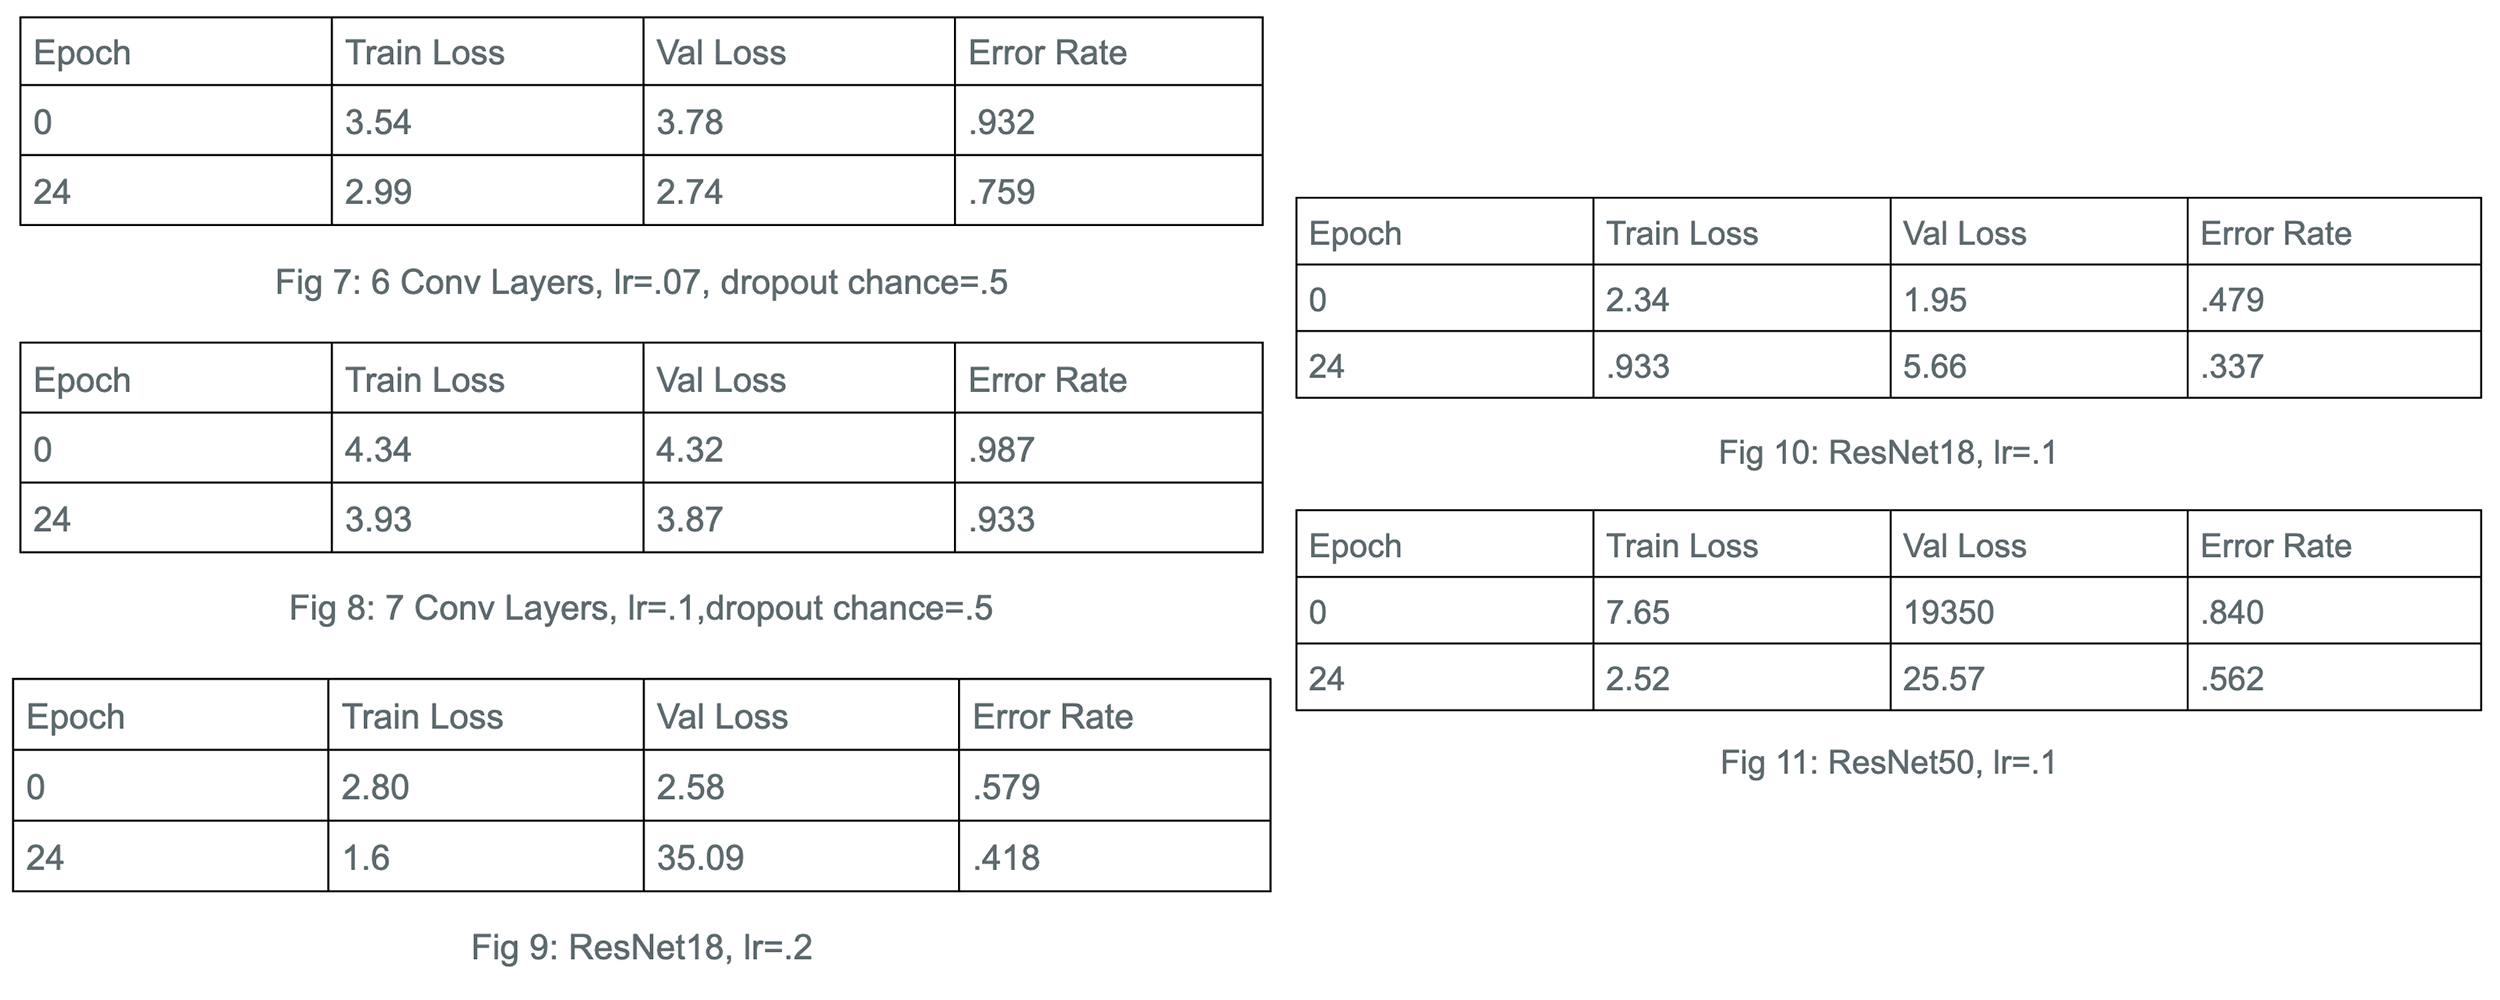 Epoch Train Loss Val Loss Error Rate
0 3.54 3.78 .932
24 2.99 2.74 .759
Fig 7: 6 Conv Layers, lr=.07, dropout chance=.5
Epoch Train Loss Val Loss Error Rate
0 4.34 4.32 .987
24 3.93 3.87 .933
Fig 8: 7 Conv Layers, lr=.1,dropout chance=.5
Epoch Train Loss Val Loss Error Rate
0 2.80 2.58 .579
24 1.6 35.09 .418
Fig 9: ResNet18, lr=.2
Epoch Train Loss Val Loss Error Rate
0 2.34 1.95 .479
24 .933 5.66 .337
Fig 10: ResNet18, lr=.1
Epoch Train Loss Val Loss Error Rate
0 7.65 19350 .840
24 2.52 25.57 .562
Fig 11: ResNet50, lr=.1